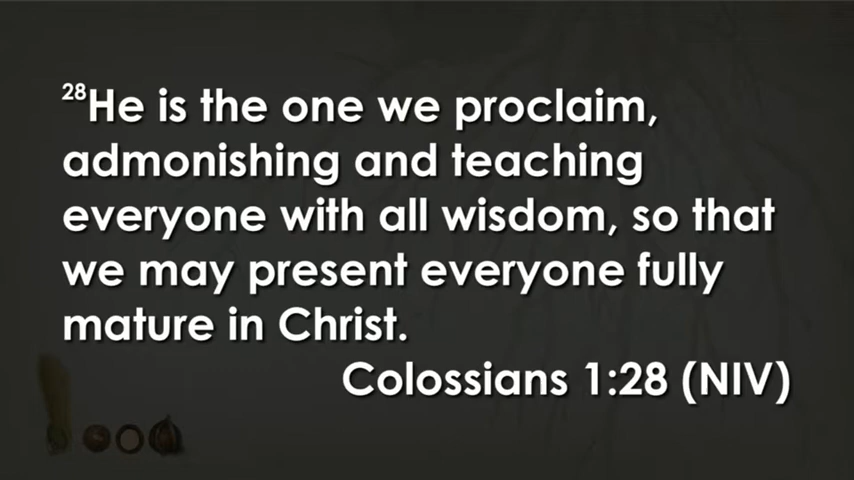 28He is the one we proclaim,
admonishing and teaching
everyone with all wisdom, so that
we may present everyone fully
mature in Christ.
Colossians 1:28 (NIV)